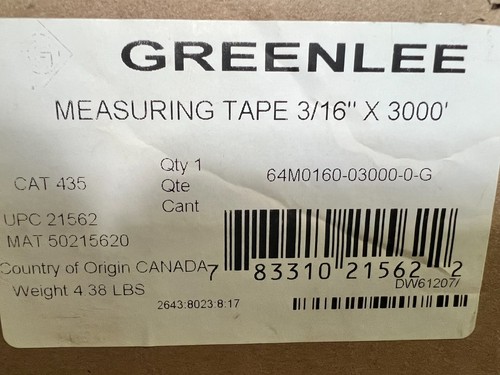 GREENLEE
MEASURING TAPE 3/16" X 3000'
CAT 435
Qty 1
Qte
Cant
64M0160-03000-0-G
UPC 21562
MAT 50215620
Country of Origin CANADA
Weight 4.38 LBS
7 83310 21562 2
DW61207/
2643:8023:8:17